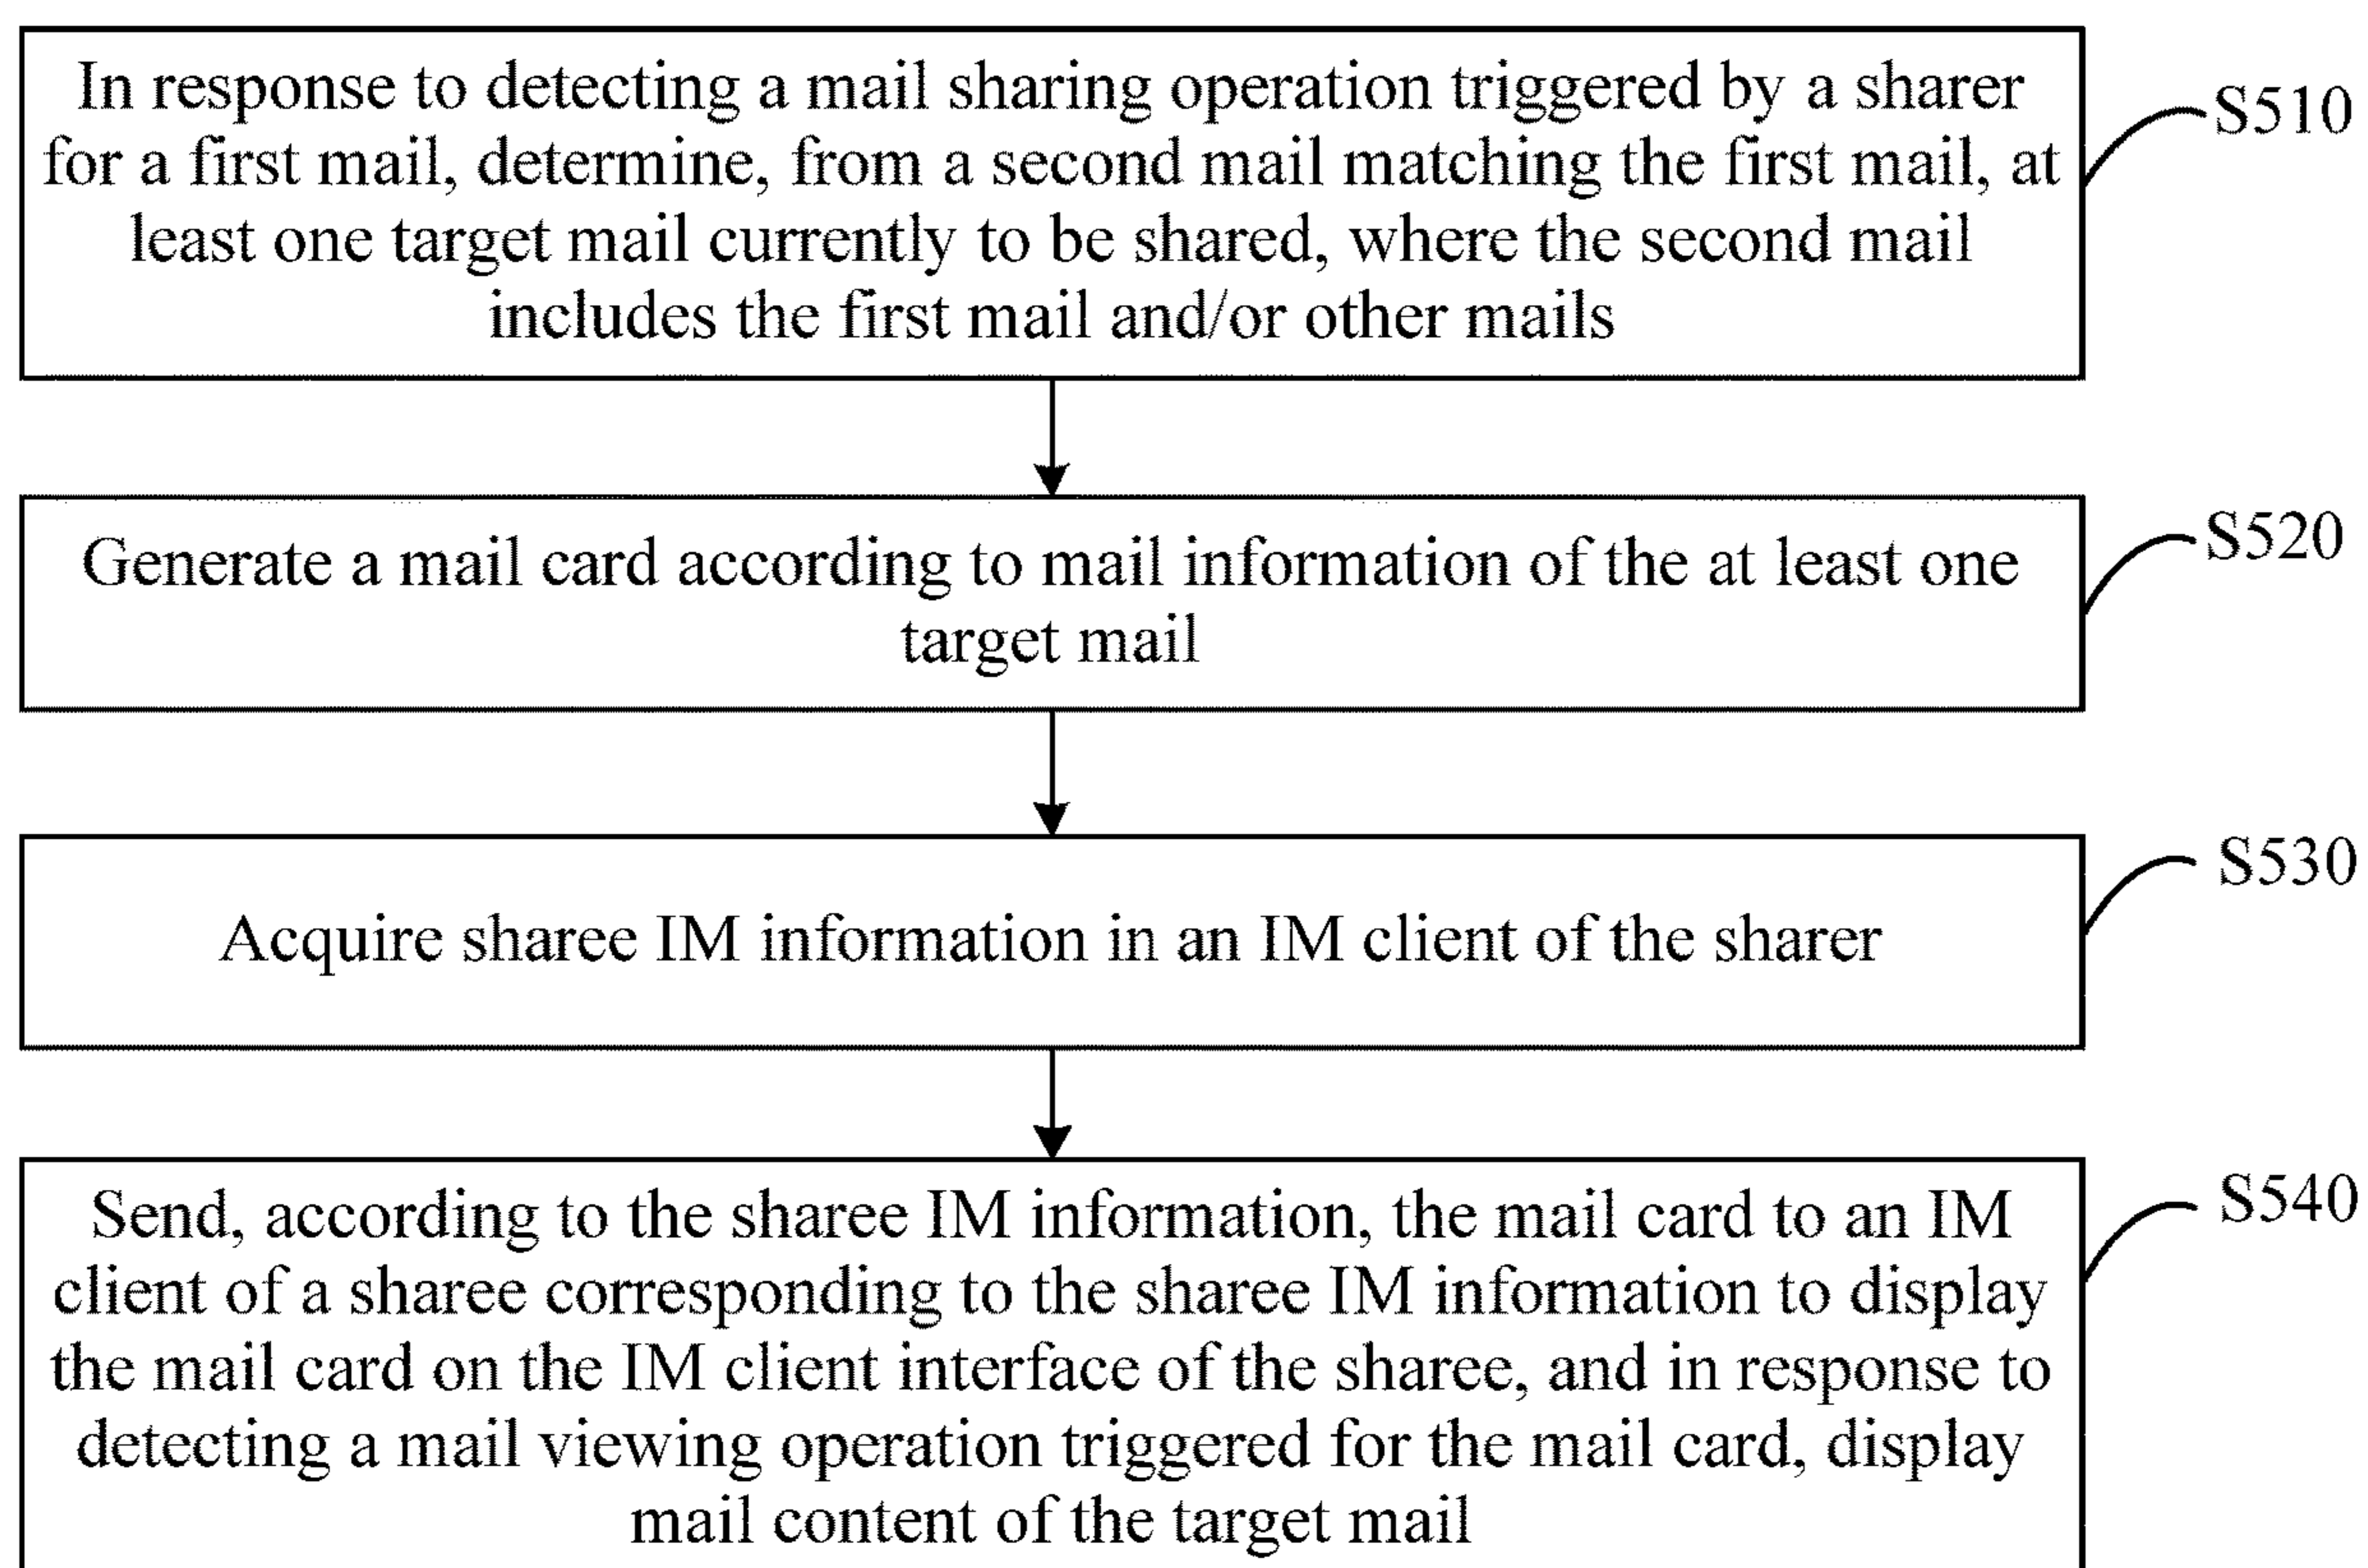 In response to detecting a mail sharing operation triggered by a sharer
for a first mail, determine, from a second mail matching the first mail, at
least one target mail currently to be shared, where the second mail
includes the first mail and/or other mails
S510
Generate a mail card according to mail information of the at least one
target mail
S520
Acquire sharee IM information in an IM client of the sharer
S530
Send, according to the sharee IM information, the mail card to an IM
client of a sharee corresponding to the sharee IM information to display
the mail card on the IM client interface of the sharee, and in response to
detecting a mail viewing operation triggered for the mail card, display
mail content of the target mail
S540